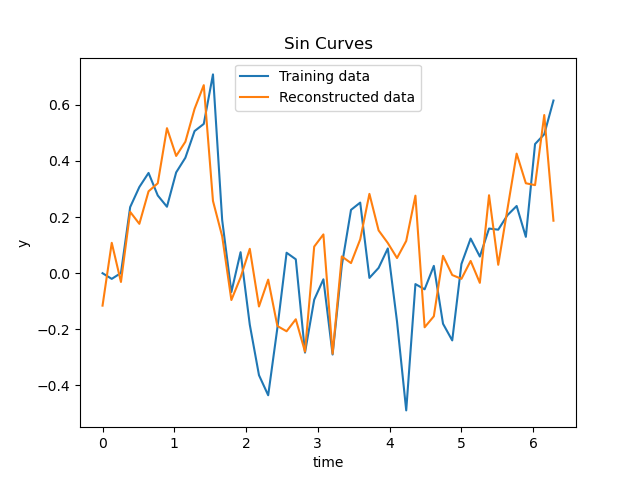 Sin Curves
Training data
Reconstructed data
0.6
0.4
0.2
0.0
−0.2
−0.4
y
0 1 2 3 4 5 6
time